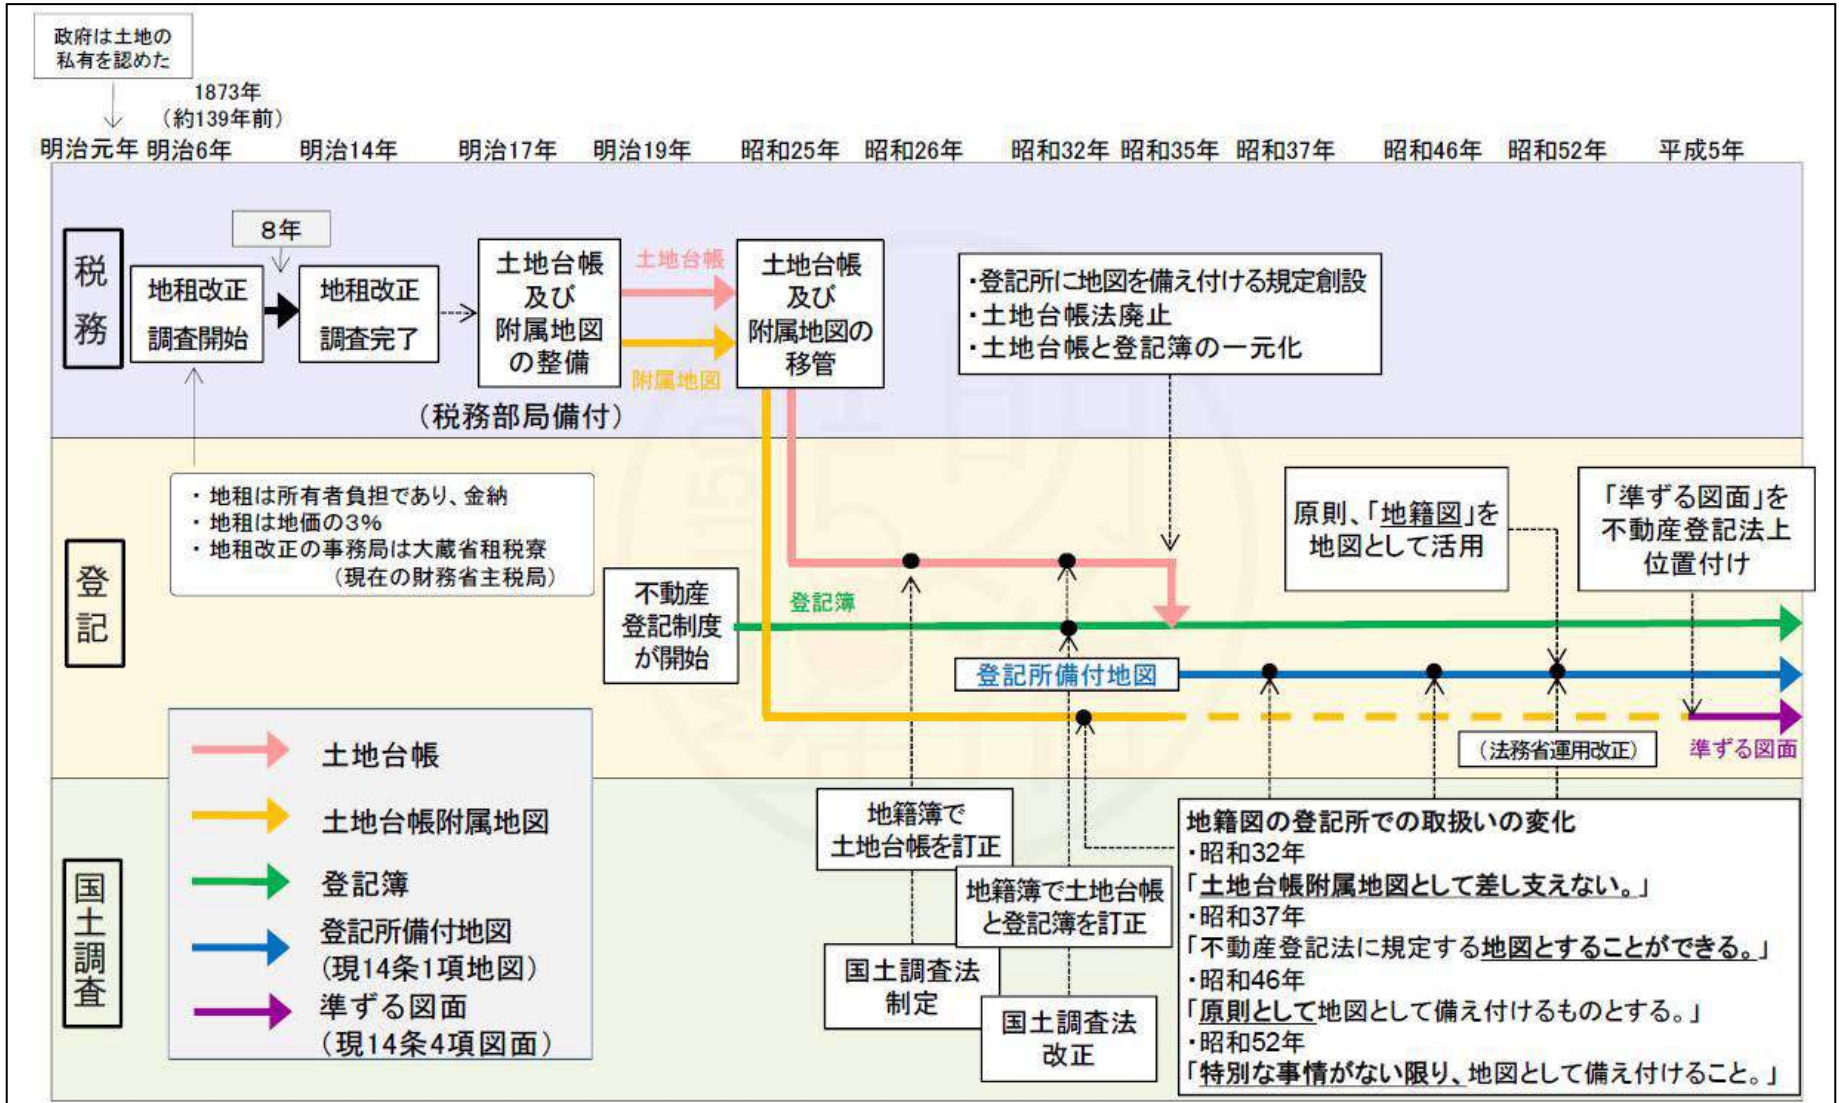 政府は土地の
私有を認めた
1873年
（約139年前）
明治元年 明治6年 明治14年 明治17年 明治19年 昭和25年 昭和26年 昭和32年 昭和35年 昭和37年 昭和46年 昭和52年 平成5年
税務
8年
地租改正
調査開始
地租改正
調査完了
土地台帳
及び
附属地図
の整備
（税務部局備付）
土地台帳
附属地図
土地台帳
及び
附属地図の
移管
・登記所に地図を備え付ける規定創設
・土地台帳法廃止
・土地台帳と登記簿の一元化
登記
・地租は所有者負担であり、金納
・地租は地価の3％
・地租改正の事務局は大蔵省租税寮
（現在の財務省主税局）
不動産
登記制度
が開始
登記簿
登記所備付地図
原則、「地籍図」を
地図として活用
「準ずる図面」を
不動産登記法上
位置付け
（法務省運用改正）
準ずる図面
国土調査
土地台帳
土地台帳附属地図
登記簿
登記所備付地図
（現14条1項地図）
準ずる図面
（現14条4項図面）
地籍簿で
土地台帳を訂正
国土調査法
制定
地籍簿で土地台帳
と登記簿を訂正
国土調査法
改正
地籍図の登記所での取扱いの変化
・昭和32年
「土地台帳附属地図として差し支えない。」
・昭和37年
「不動産登記法に規定する地図とすることができる。」
・昭和46年
「原則として地図として備え付けるものとする。」
・昭和52年
「特別な事情がない限り、地図として備え付けること。」